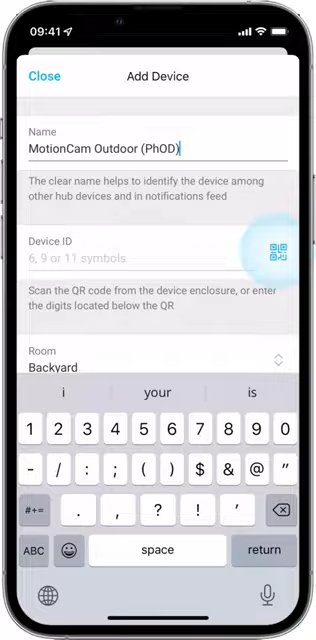 09:41
Close
Add Device
Name
MotionCam Outdoor (PhOD)
The clear name helps to identify the device among
other hub devices and in notifications feed
Device ID
6, 9 or 11 symbols
Scan the QR code from the device enclosure, or enter
the digits located below the QR
Room
Backyard
i your is
1 2 3 4 5 6 7 8 9 0
- / : ; ( ) $ & @ "
#+= . , ? ! '
ABC space return